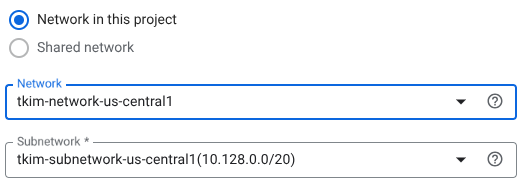 Network in this project
Shared network
Network
tkim-network-us-central1
Subnetwork *
tkim-subnetwork-us-central1(10.128.0.0/20)